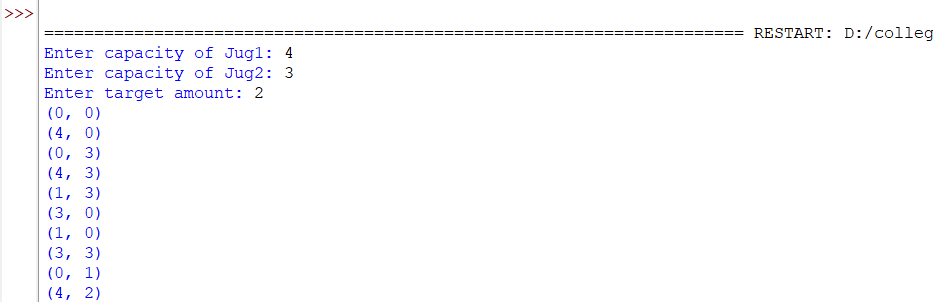 >>>
====================================================================== RESTART: D:/colleg
Enter capacity of Jug1: 4
Enter capacity of Jug2: 3
Enter target amount: 2
(0, 0)
(4, 0)
(0, 3)
(4, 3)
(1, 3)
(3, 0)
(1, 0)
(3, 3)
(0, 1)
(4, 2)